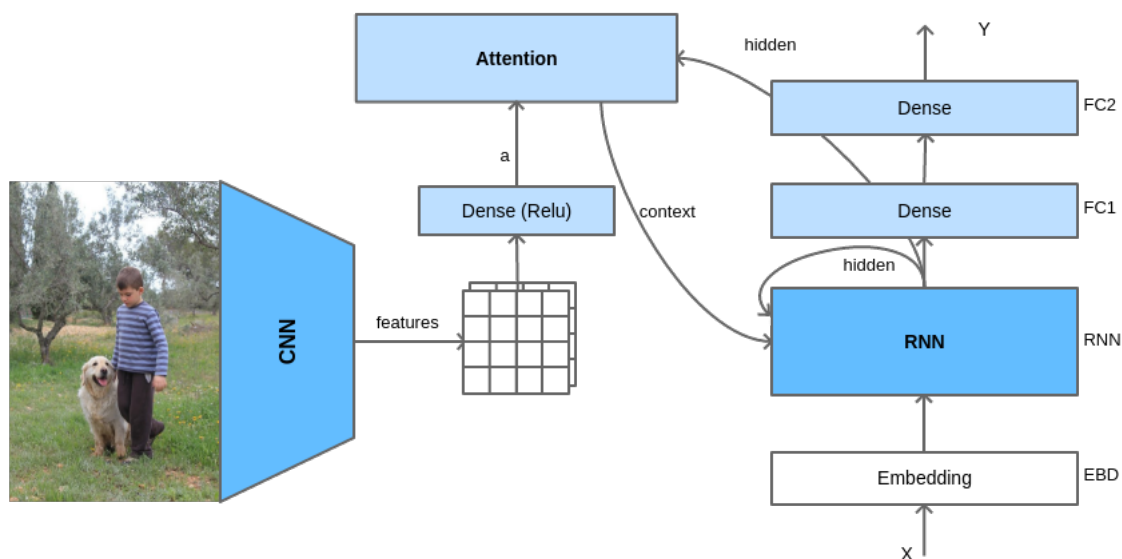 Y
hidden
Attention
Dense
FC2
a
Dense (Relu)
context
Dense
FC1
hidden
CNN
features
RNN
RNN
Embedding
EBD
X